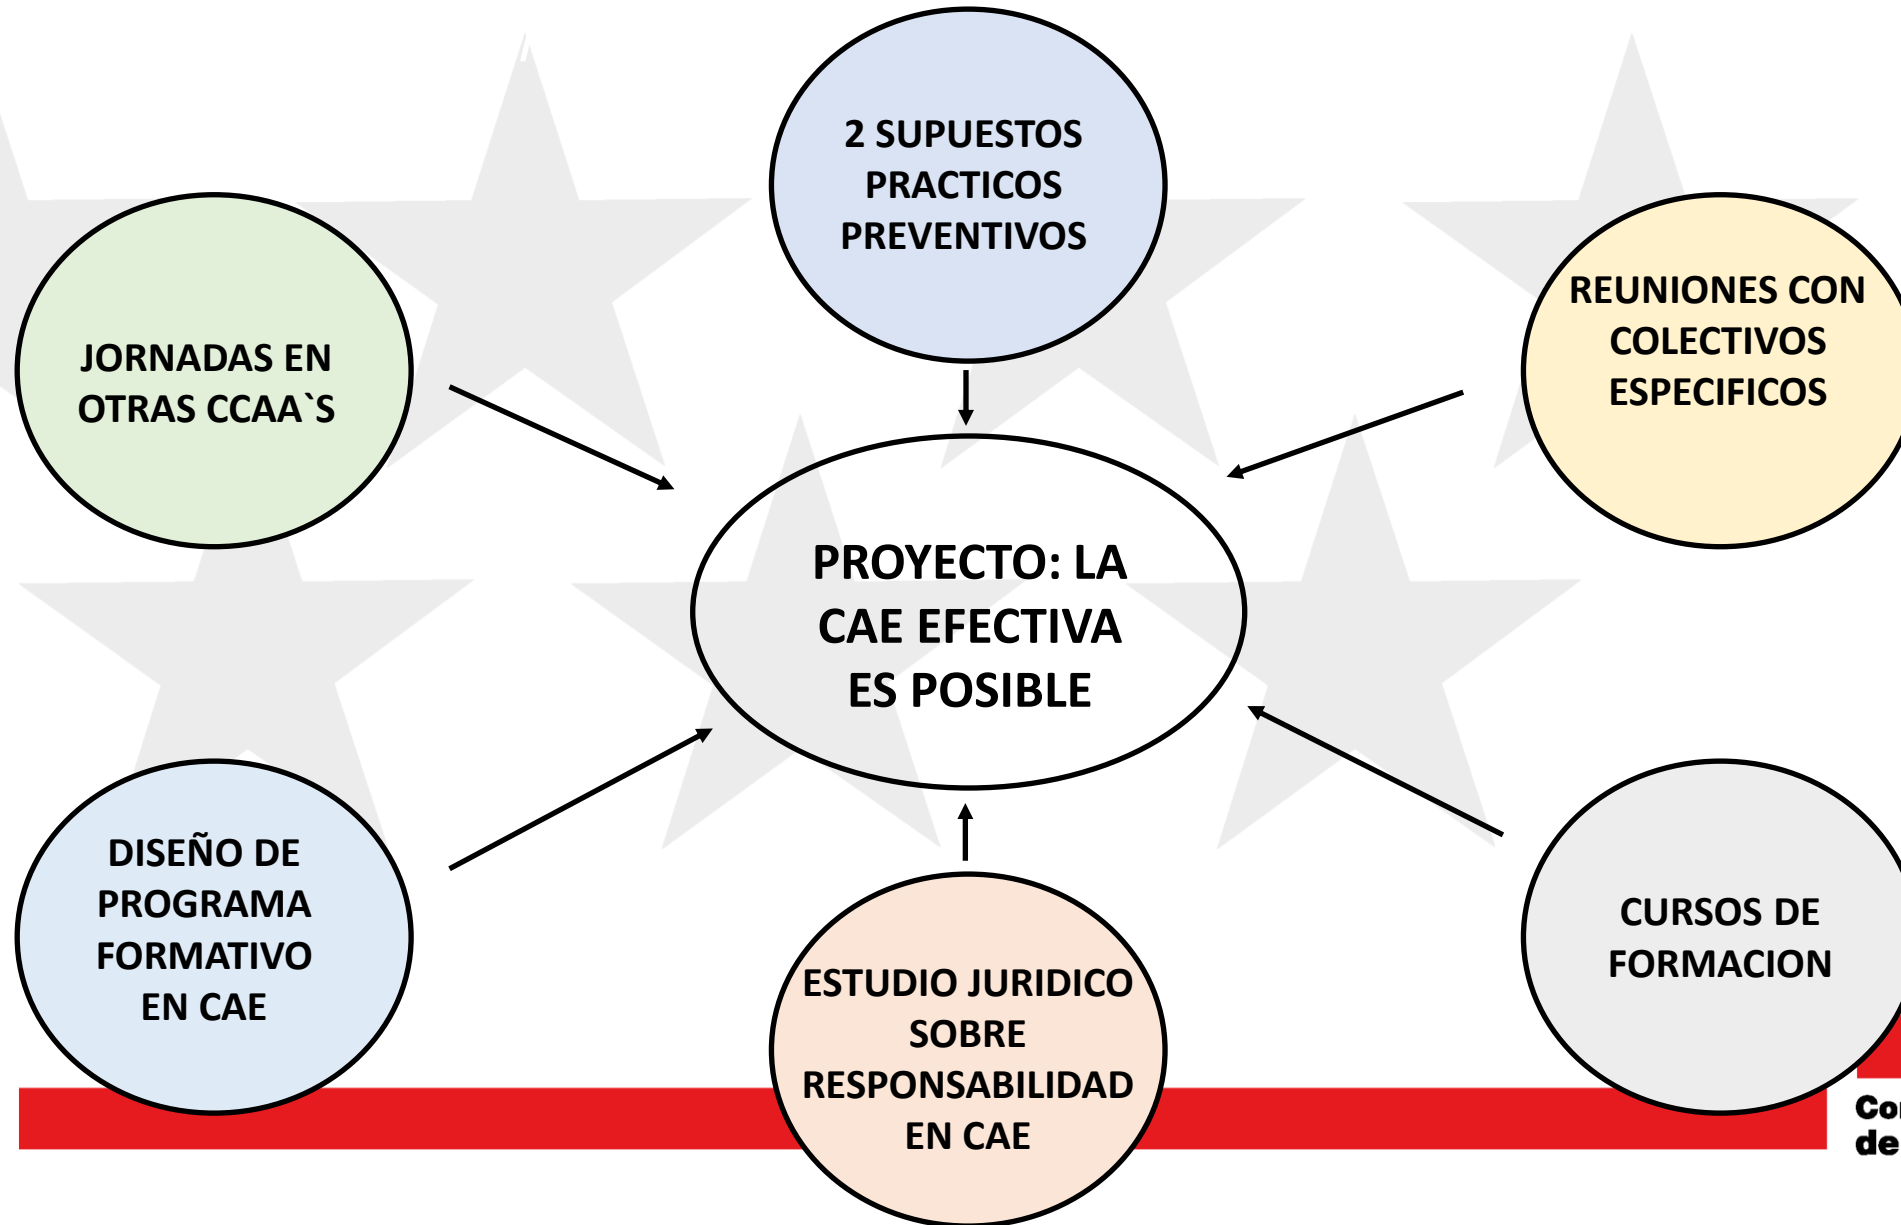 2 SUPUESTOS
PRACTICOS
PREVENTIVOS
JORNADAS EN
OTRAS CCAA`S
REUNIONES CON
COLECTIVOS
ESPECIFICOS
PROYECTO: LA
CAE EFECTIVA
ES POSIBLE
DISEÑO DE
PROGRAMA
FORMATIVO
EN CAE
ESTUDIO JURIDICO
SOBRE
RESPONSABILIDAD
EN CAE
CURSOS DE
FORMACION
de